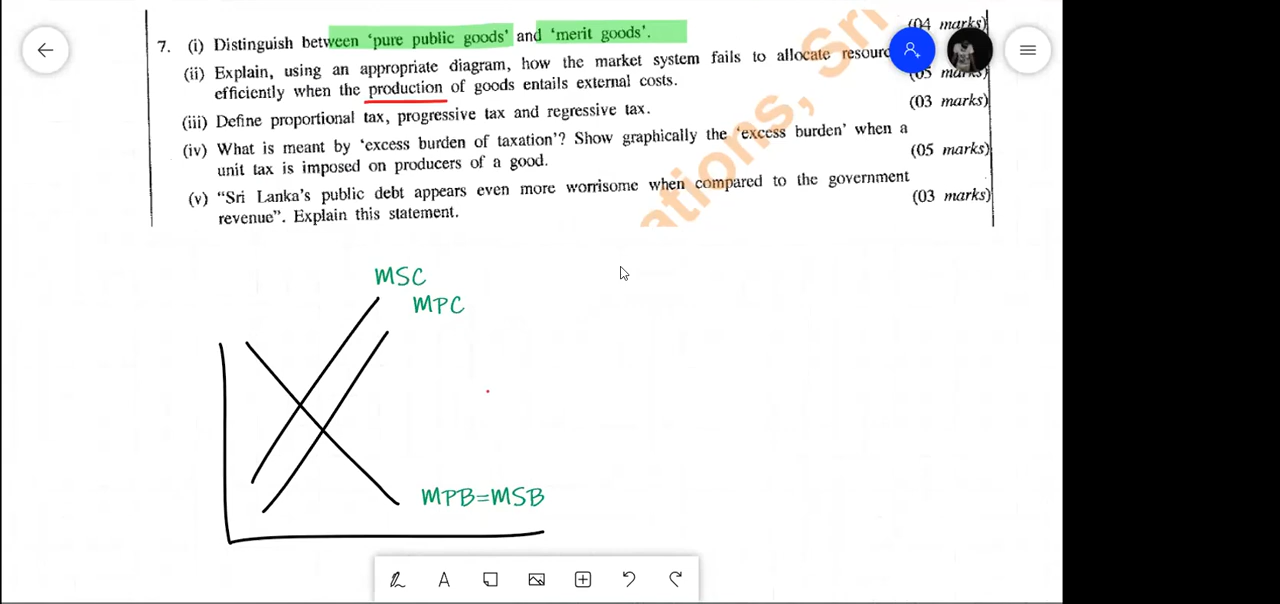 (04 marks)
7. (i) Distinguish between ‘pure public goods’ and ‘merit goods’.
(ii) Explain, using an appropriate diagram, how the market system fails to allocate
efficiently when the production of goods entails external costs.
(05 marks)
(iii) Define proportional tax, progressive tax and regressive tax.
(03 marks)
(iv) What is meant by ‘excess burden of taxation’? Show graphically the ‘excess burden’ when a
unit tax is imposed on producers of a good.
(05 marks)
(v) “Sri Lanka’s public debt appears even more worrisome when compared to the government
revenue”. Explain this statement.
(03 marks)
MSC
MPC
MPB=MSB
A